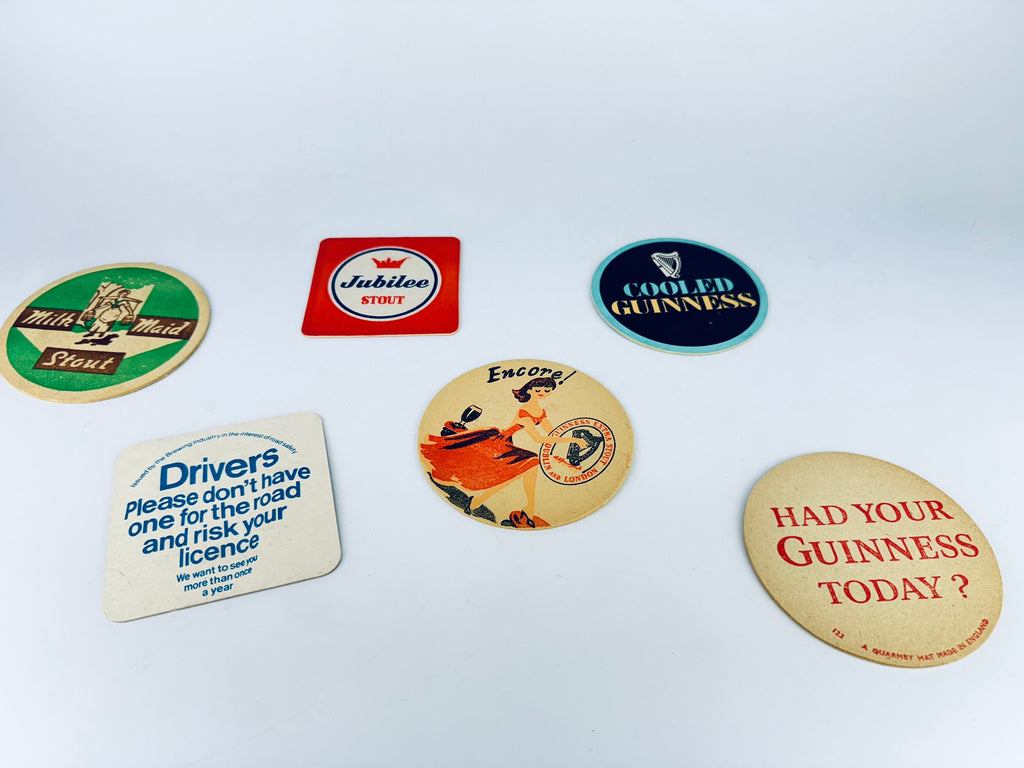 Milk Maid
Stout
Jubilee
STOUT
COOLED
GUINNESS
Issued by the Brewing Industry in the interest of road safety
Drivers
Please don't have
one for the road
and risk your
licence
We want to see you
more than once
a year
Encore!
GUINNESS EXTRA STOUT
DUBLIN AND LONDON
HAD YOUR
GUINNESS
TODAY ?
123
A QUARMBY MAT MADE IN ENGLAND